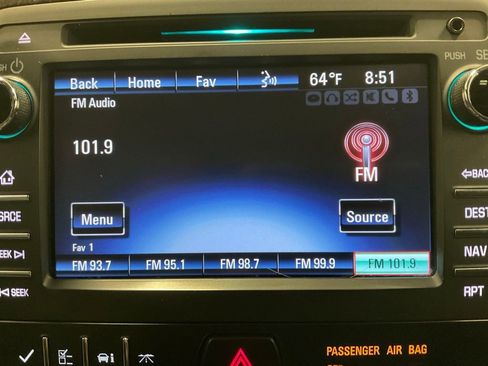 PUSH
Back Home Fav 64°F 8:51
FM Audio
101.9
FM
BACK
Menu Source
SRCE
DEST
Fav 1
NAV
SEEK
FM 93.7 FM 95.1 FM 98.7 FM 99.9 FM 101.9
SEEK
RPT
PASSENGER AIR BAG